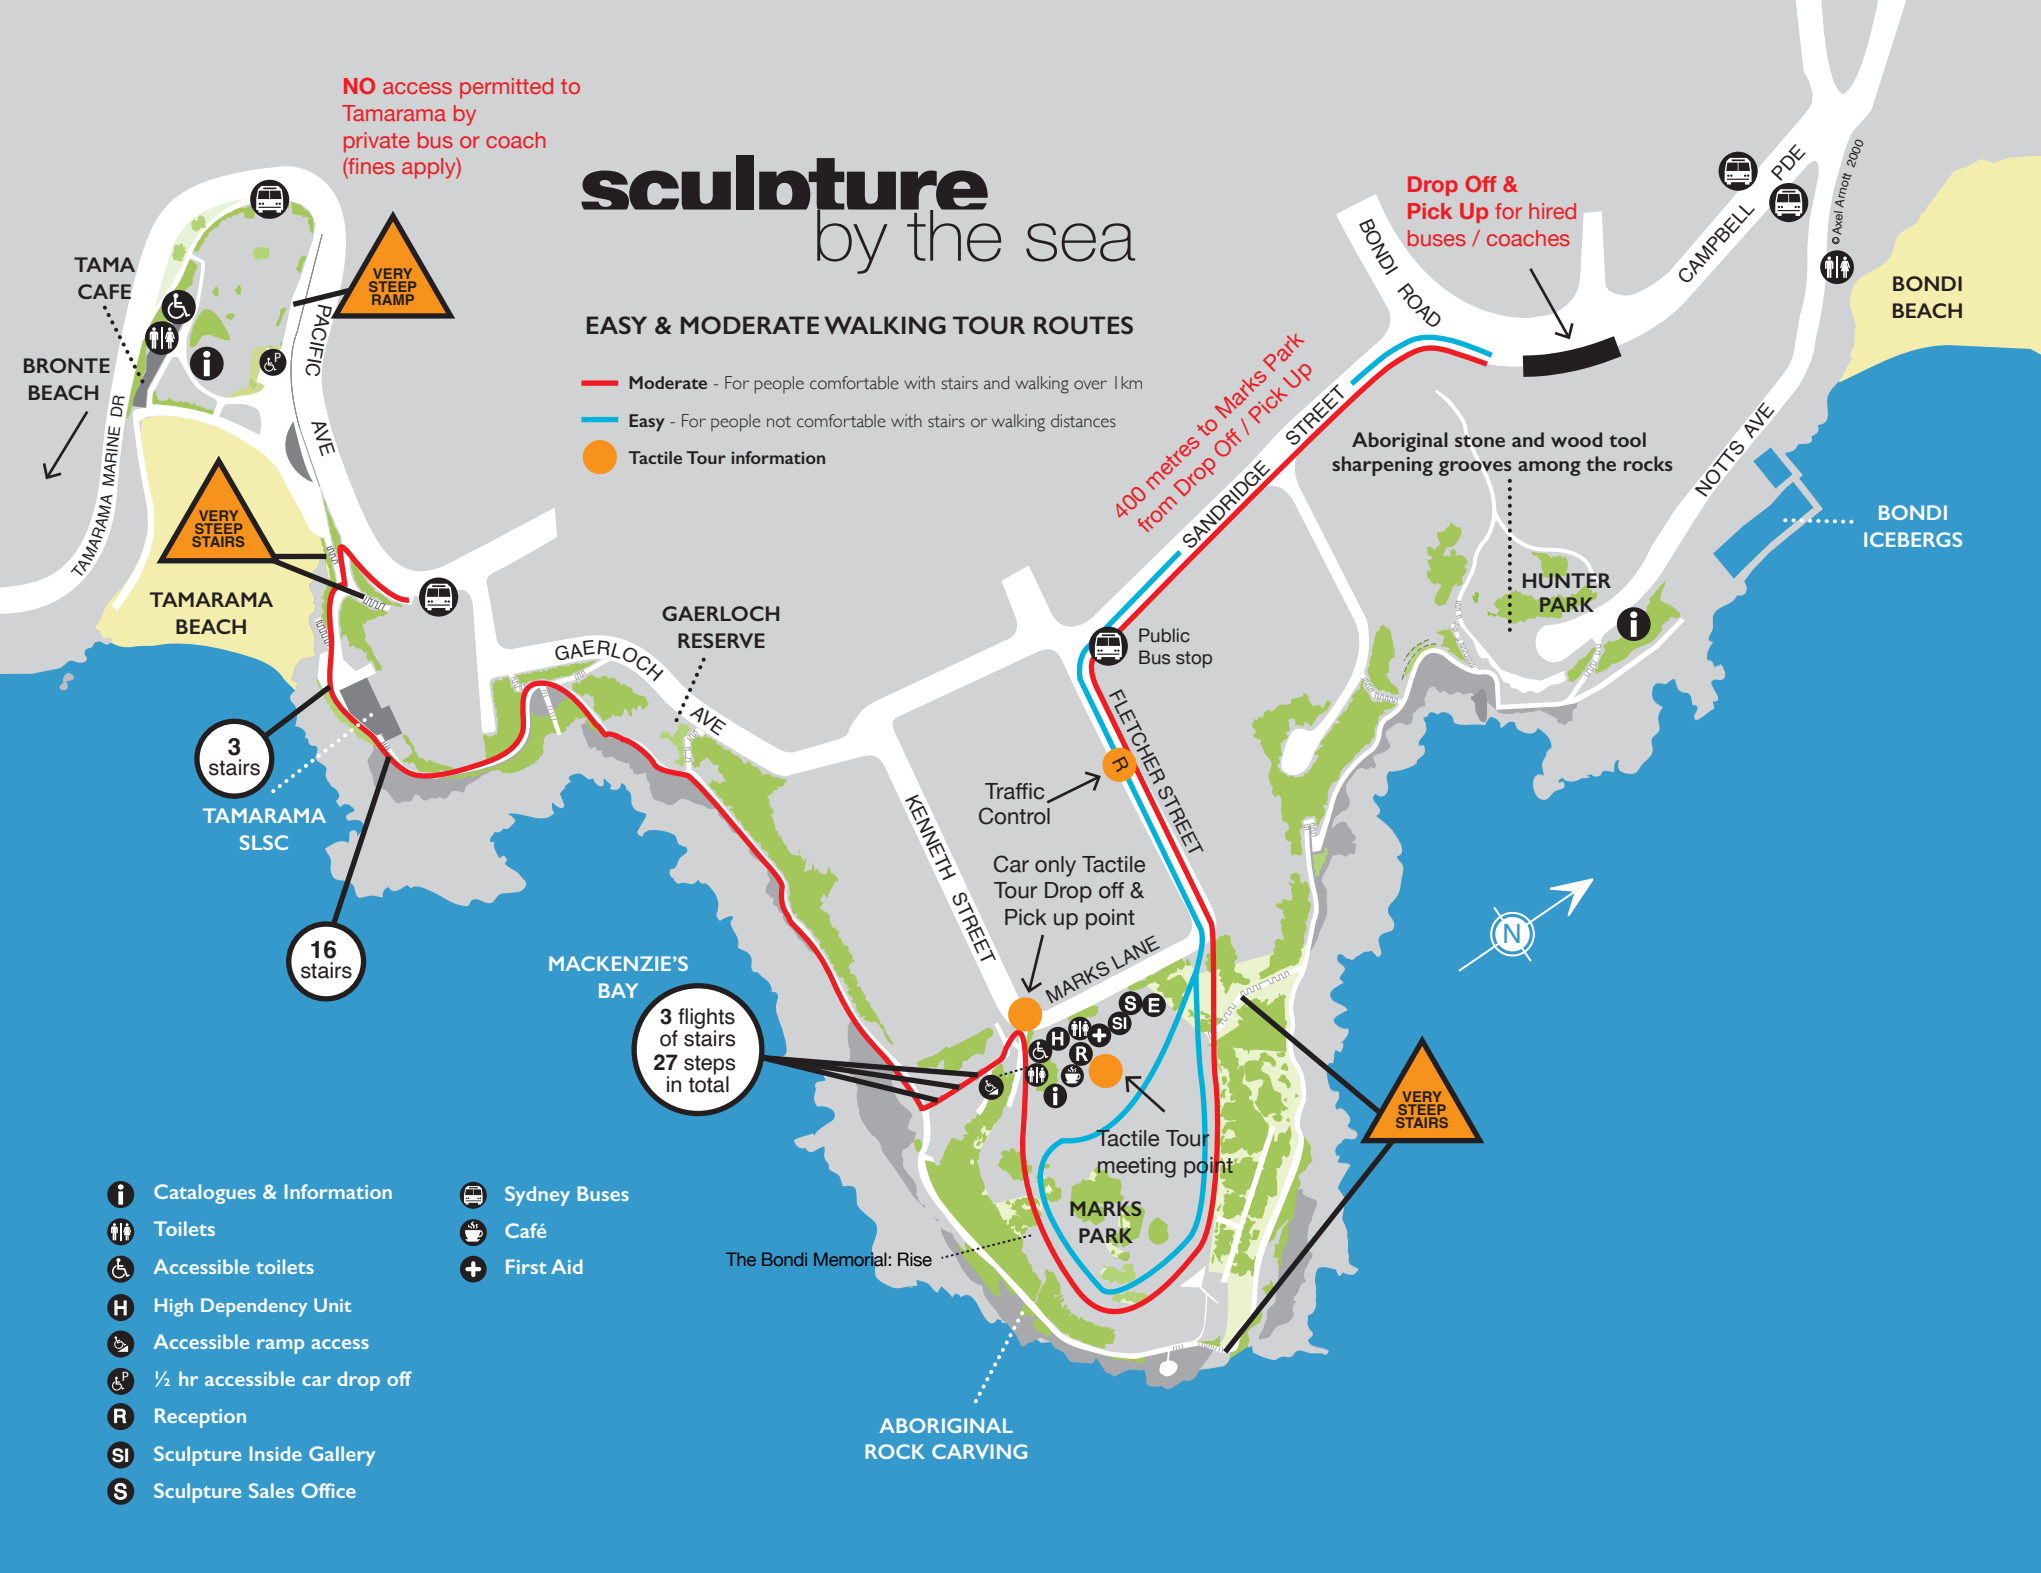 NO access permitted to
Tamarama by
private bus or coach
(fines apply)
sculpture
by the sea
EASY & MODERATE WALKING TOUR ROUTES
Moderate - For people comfortable with stairs and walking over 1km
Easy - For people not comfortable with stairs or walking distances
Tactile Tour information
Drop Off &
Pick Up for hired
buses / coaches
BONDI ROAD
CAMPBELL PDE
© Axel Arnott 2000
BONDI
BEACH
TAMA
CAFE
VERY
STEEP
RAMP
PACIFIC AVE
P
i
BRONTE
BEACH
TAMARAMA MARINE DR
VERY
STEEP
STAIRS
TAMARAMA
BEACH
400 metres to Marks Park
from Drop Off / Pick Up
SANDRIDGE STREET
Aboriginal stone and wood tool
sharpening grooves among the rocks
NOTTS AVE
BONDI
ICEBERGS
HUNTER
PARK
i
GAERLOCH
RESERVE
GAERLOCH AVE
Public
Bus stop
FLETCHER STREET
R
3
stairs
TAMARAMA
SLSC
16
stairs
Traffic
Control
KENNETH STREET
Car only Tactile
Tour Drop off &
Pick up point
MARKS LANE
N
MACKENZIE'S
BAY
3 flights
of stairs
27 steps
in total
S E
SI
H
R
i
Tactile Tour
meeting point
VERY
STEEP
STAIRS
MARKS
PARK
The Bondi Memorial: Rise
ABORIGINAL
ROCK CARVING
i Catalogues & Information
Toilets
Accessible toilets
H High Dependency Unit
Accessible ramp access
P ½ hr accessible car drop off
R Reception
SI Sculpture Inside Gallery
S Sculpture Sales Office
Sydney Buses
Café
First Aid